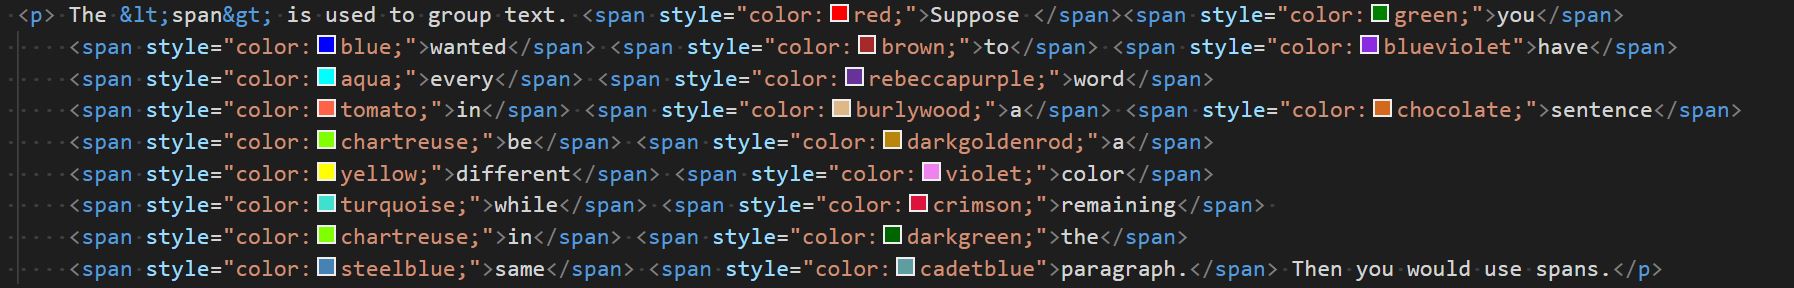 <p> The &lt;span&gt; is used to group text. <span style="color: red;">Suppose </span><span style="color: green;">you</span>
<span style="color: blue;">wanted</span> <span style="color: brown;">to</span> <span style="color: blueviolet">have</span>
<span style="color: aqua;">every</span> <span style="color: rebeccapurple;">word</span>
<span style="color: tomato;">in</span> <span style="color: burlywood;">a</span> <span style="color: chocolate;">sentence</span>
<span style="color: chartreuse;">be</span> <span style="color: darkgoldenrod;">a</span>
<span style="color: yellow;">different</span> <span style="color: violet;">color</span>
<span style="color: turquoise;">while</span> <span style="color: crimson;">remaining</span>
<span style="color: chartreuse;">in</span> <span style="color: darkgreen;">the</span>
<span style="color: steelblue;">same</span> <span style="color: cadetblue">paragraph.</span> Then you would use spans.</p>